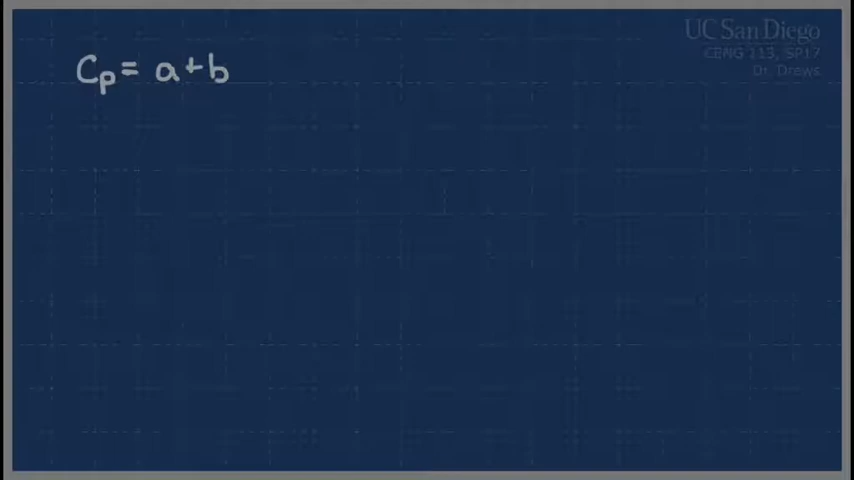 UC San Diego
CENG 113, SP17
Dr. Drews
Cp = a+b